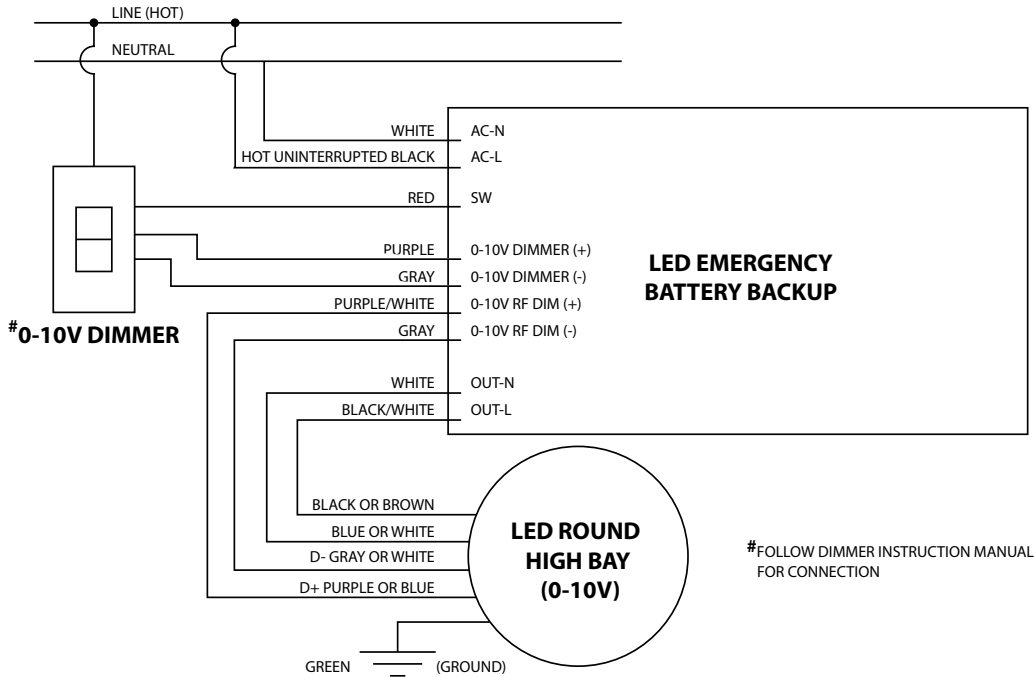 LINE (HOT)
NEUTRAL
WHITE
AC-N
HOT UNINTERRUPTED BLACK
AC-L
RED
SW
PURPLE
0-10V DIMMER (+)
GRAY
0-10V DIMMER (-)
PURPLE/WHITE
0-10V RF DIM (+)
GRAY
0-10V RF DIM (-)
WHITE
OUT-N
BLACK/WHITE
OUT-L
LED EMERGENCY
BATTERY BACKUP
#0-10V DIMMER
BLACK OR BROWN
BLUE OR WHITE
D- GRAY OR WHITE
D+ PURPLE OR BLUE
LED ROUND
HIGH BAY
(0-10V)
#FOLLOW DIMMER INSTRUCTION MANUAL
FOR CONNECTION
GREEN
(GROUND)